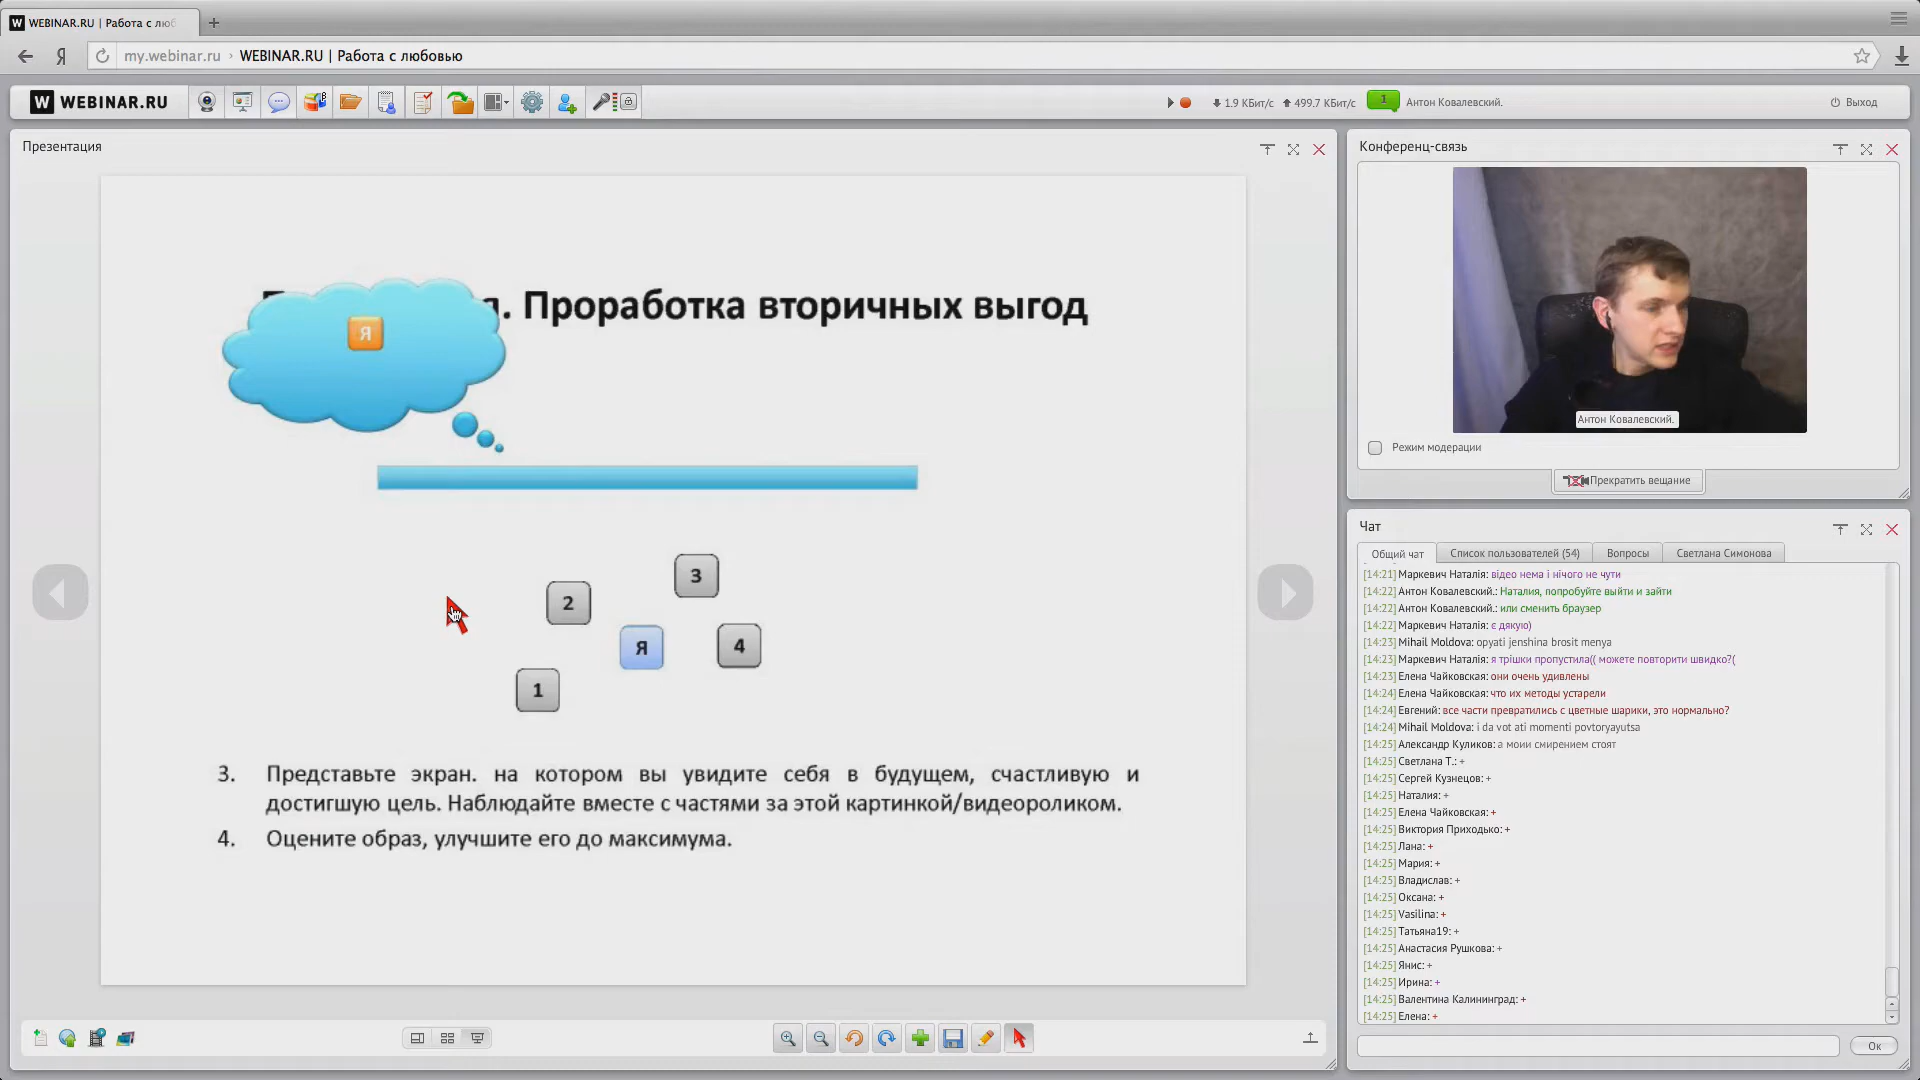 WEBINAR.RU | Работа с люб
my.webinar.ru › WEBINAR.RU | Работа с любовью
W WEBINAR.RU
1.9 КБит/с 499.7 КБит/с 1 Антон Ковалевский. Выход
Презентация
. Проработка вторичных выгод
Я
3
2
Я
4
1
3. Представьте экран. на котором вы увидите себя в будущем, счастливую и
достигшую цель. Наблюдайте вместе с частями за этой картинкой/видеороликом.
4. Оцените образ, улучшите его до максимума.
Конференц-связь
Антон Ковалевский.
Режим модерации
Прекратить вещание
Чат
Общий чат Список пользователей (54) Вопросы Светлана Симонова
[14:21] Маркевич Наталія: відео нема і нічого не чути
[14:22] Антон Ковалевский.: Наталия, попробуйте выйти и зайти
[14:22] Антон Ковалевский.: или сменить браузер
[14:22] Маркевич Наталія: є дякую)
[14:23] Mihail Moldova: opyati jenshina brosit menya
[14:23] Маркевич Наталія: я трішки пропустила(( можете повторити швидко?(
[14:23] Елена Чайковская: они очень удивлены
[14:24] Елена Чайковская: что их методы устарели
[14:24] Евгений: все части превратились с цветные шарики, это нормально?
[14:24] Mihail Moldova: i da vot ati momenti povtoryayutsa
[14:25] Александр Куликов: а моии смирением стоят
[14:25] Светлана Т.: +
[14:25] Сергей Кузнецов: +
[14:25] Наталия: +
[14:25] Елена Чайковская: +
[14:25] Виктория Приходько: +
[14:25] Лана: +
[14:25] Мария: +
[14:25] Владислав: +
[14:25] Оксана: +
[14:25] Vasilina: +
[14:25] Татьяна19: +
[14:25] Анастасия Рушкова: +
[14:25] Янис: +
[14:25] Ирина: +
[14:25] Валентина Калининград: +
[14:25] Елена: +
Ок